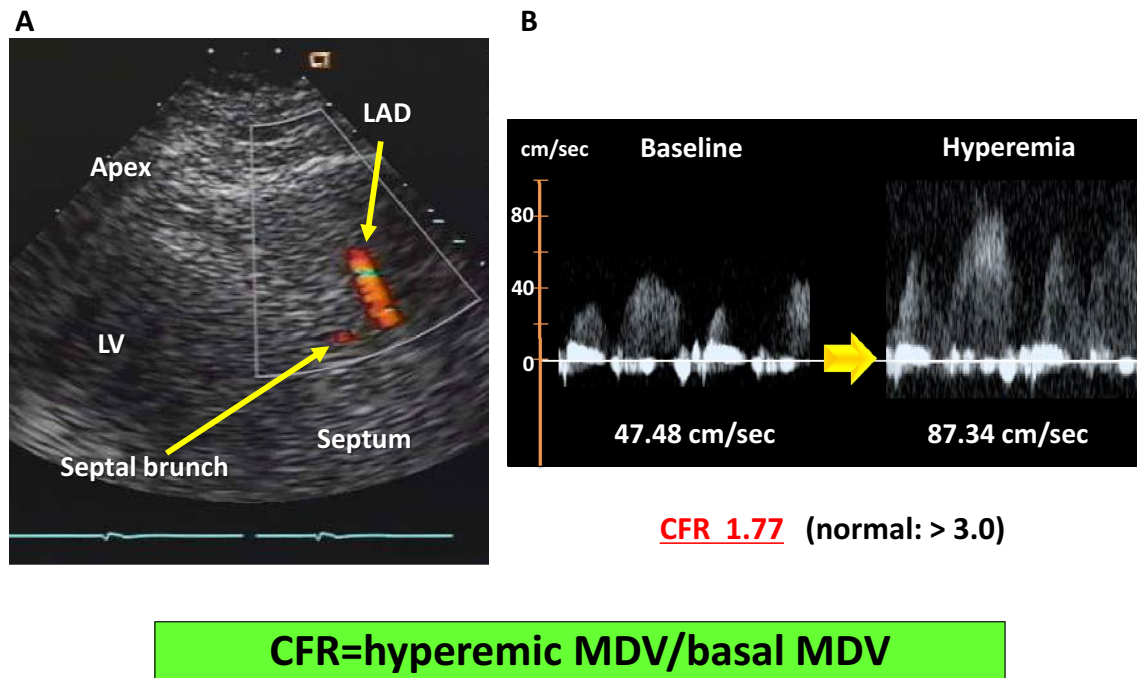 A
B
LAD
Apex
LV
Septum
Septal brunch
cm/sec
Baseline
Hyperemia
80
40
0
47.48 cm/sec
87.34 cm/sec
CFR 1.77 (normal: > 3.0)
CFR=hyperemic MDV/basal MDV